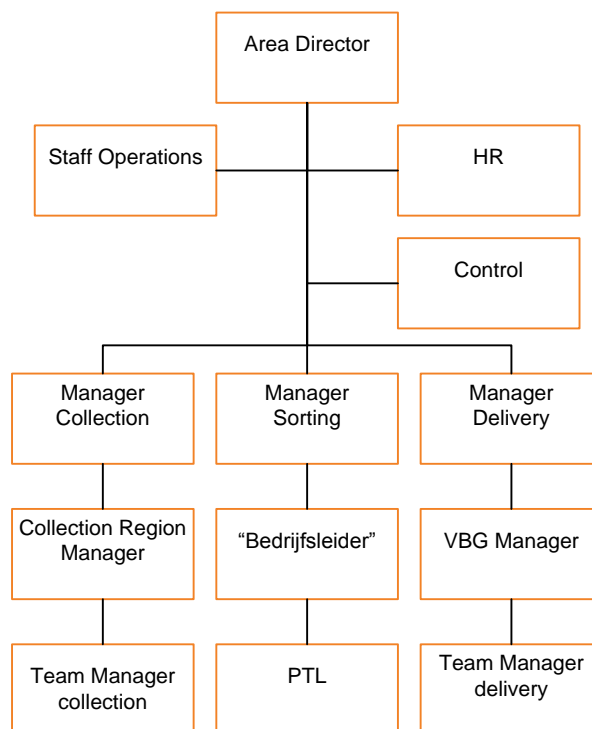 Area Director
Staff Operations
HR
Control
Manager
Collection
Manager
Sorting
Manager
Delivery
Collection Region
Manager
“Bedrijfsleider”
VBG Manager
Team Manager
collection
PTL
Team Manager
delivery